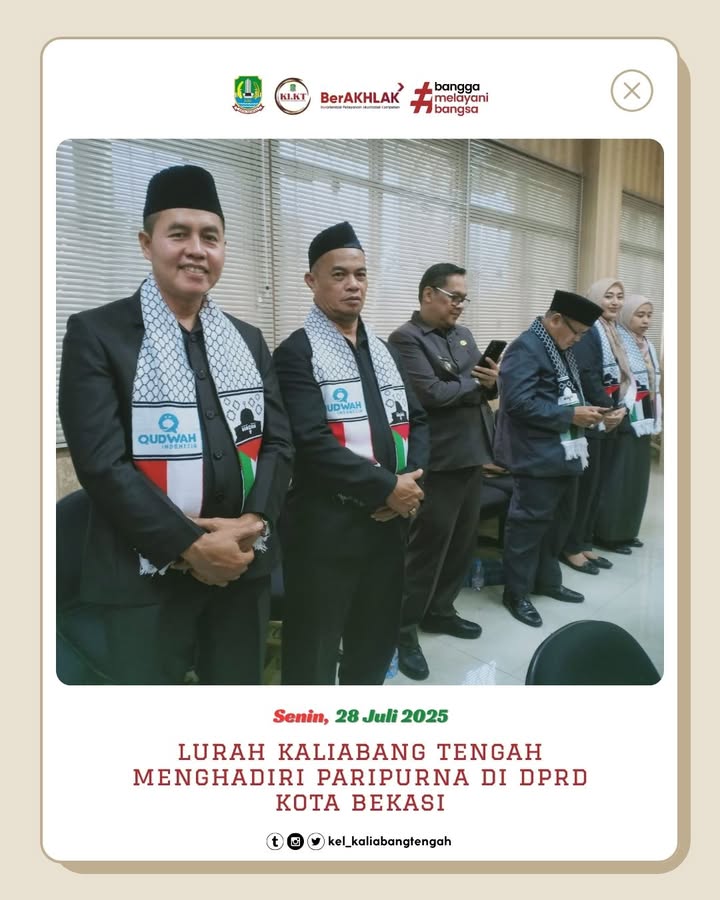 KLKT
BerAKHLAK
#bangga
melayani
bangsa
QUDWAH
INDONESIA
QUDWAH
INDONESIA
Senin, 28 Juli 2025
LURAH KALIABANG TENGAH
MENGHADIRI PARIPURNA DI DPRD
KOTA BEKASI
kel_kaliabangtengah